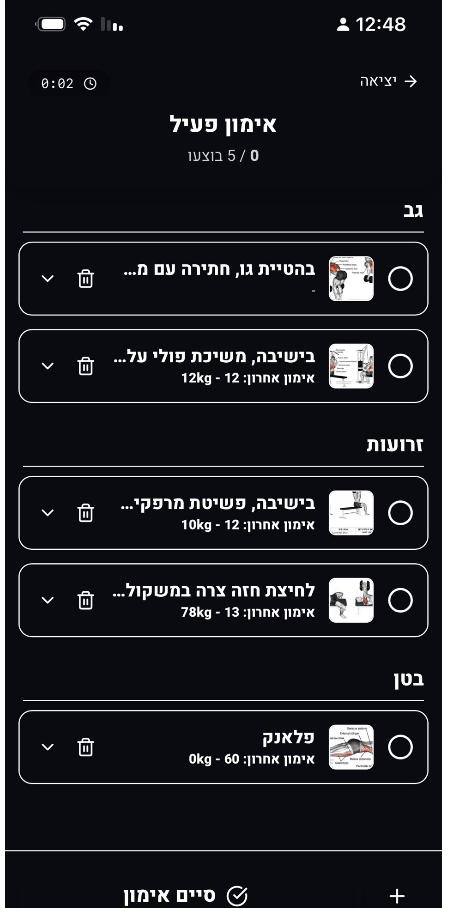 12:48
יציאה
0:02
אימון פעיל
0 / 5 בוצעו
גב
בהטיית גו, חתירה עם מ...
-
בישיבה, משיכת פולי על...
אימון אחרון: 12 - 12kg
זרועות
בישיבה, פשיטת מרפקי...
אימון אחרון: 12 - 10kg
לחיצת חזה צרה במשקול...
אימון אחרון: 13 - 78kg
בטן
פלאנק
אימון אחרון: 60 - 0kg
+
סיים אימון